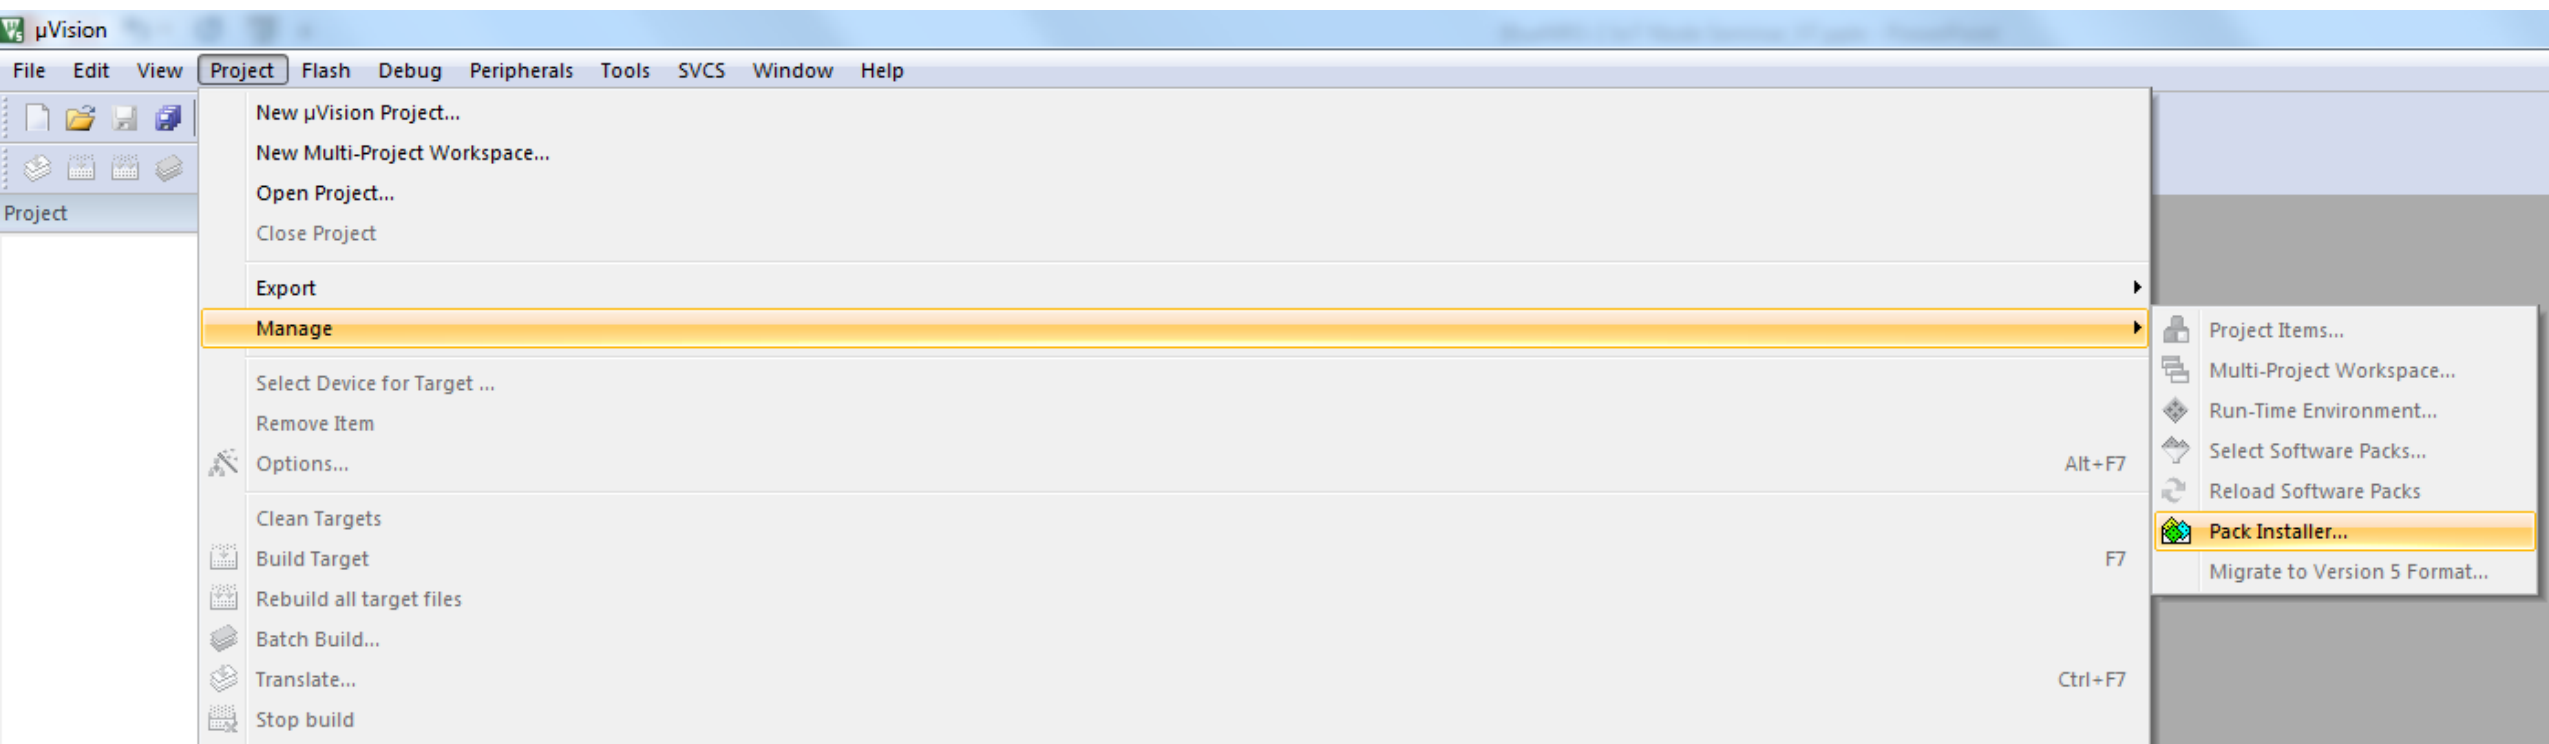 µVision
File Edit View Project Flash Debug Peripherals Tools SVCS Window Help
Project
New µVision Project...
New Multi-Project Workspace...
Open Project...
Close Project
Export
Manage
Select Device for Target ...
Remove Item
Options... Alt+F7
Clean Targets
Build Target F7
Rebuild all target files
Batch Build...
Translate... Ctrl+F7
Stop build
Project Items...
Multi-Project Workspace...
Run-Time Environment...
Select Software Packs...
Reload Software Packs
Pack Installer...
Migrate to Version 5 Format...